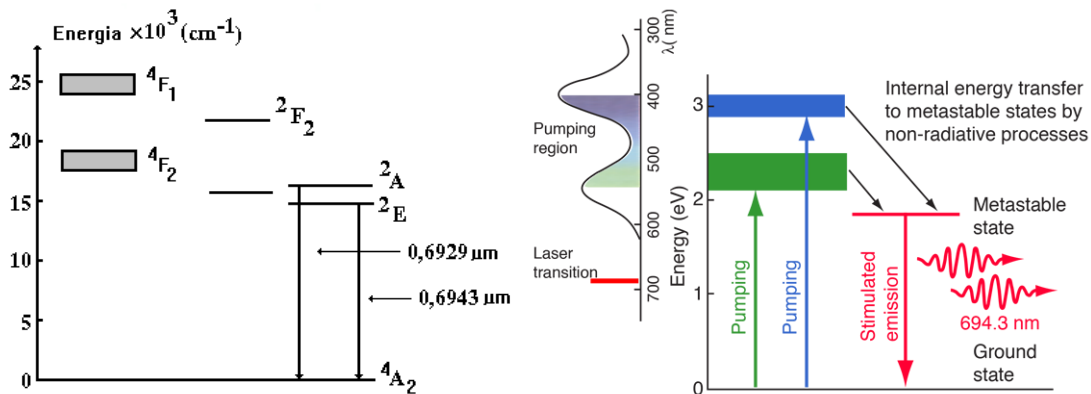 Energia ×10³(cm⁻¹)
25
20
15
10
5
0
⁴F₁
⁴F₂
²F₂
²A
²E
0,6929 μm
0,6943 μm
⁴A₂
300
400
500
600
700
λ( nm)
Pumping
region
Laser
transition
Energy (eV)
3
2
1
0
Pumping
Pumping
Stimulated
emission
Internal energy transfer
to metastable states by
non-radiative processes
Metastable
state
694.3 nm
Ground
state